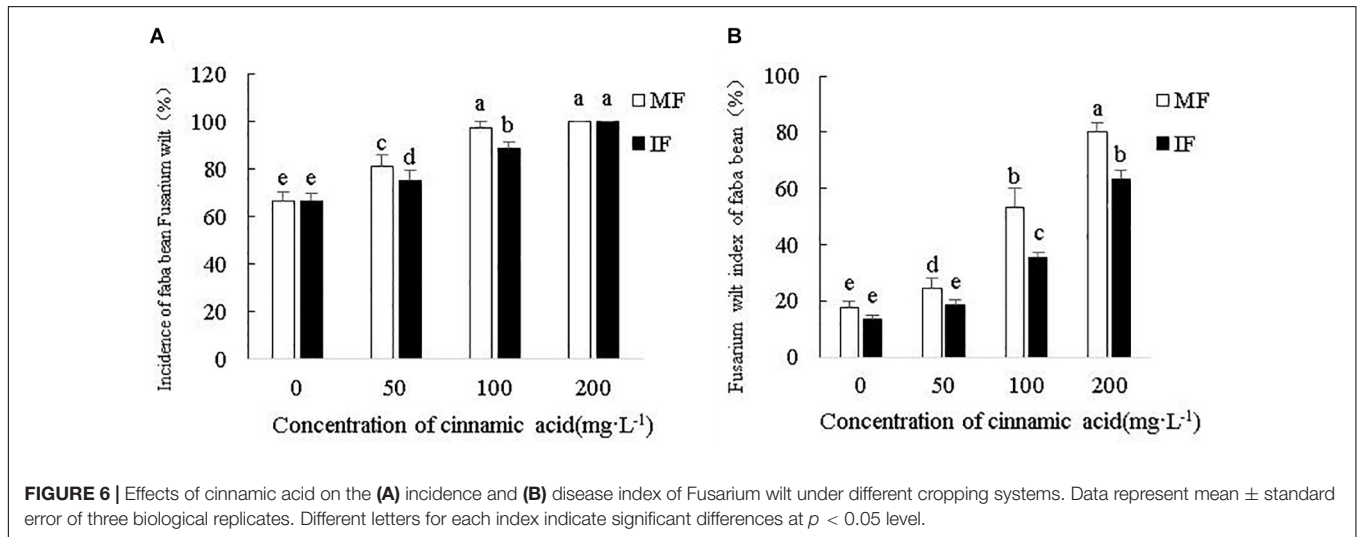 A
B
Incidence of faba bean Fusarium wilt (%)
120
100
80
60
40
20
0
e e
c d
a b
a a
MF
IF
0 50 100 200
Concentration of cinnamic acid(mg·L⁻¹)
Fusarium wilt index of faba bean (%)
100
80
60
40
20
0
e e
d e
b c
a b
MF
IF
0 50 100 200
Concentration of cinnamic acid(mg·L⁻¹)
FIGURE 6 | Effects of cinnamic acid on the (A) incidence and (B) disease index of Fusarium wilt under different cropping systems. Data represent mean ± standard
error of three biological replicates. Different letters for each index indicate significant differences at p < 0.05 level.